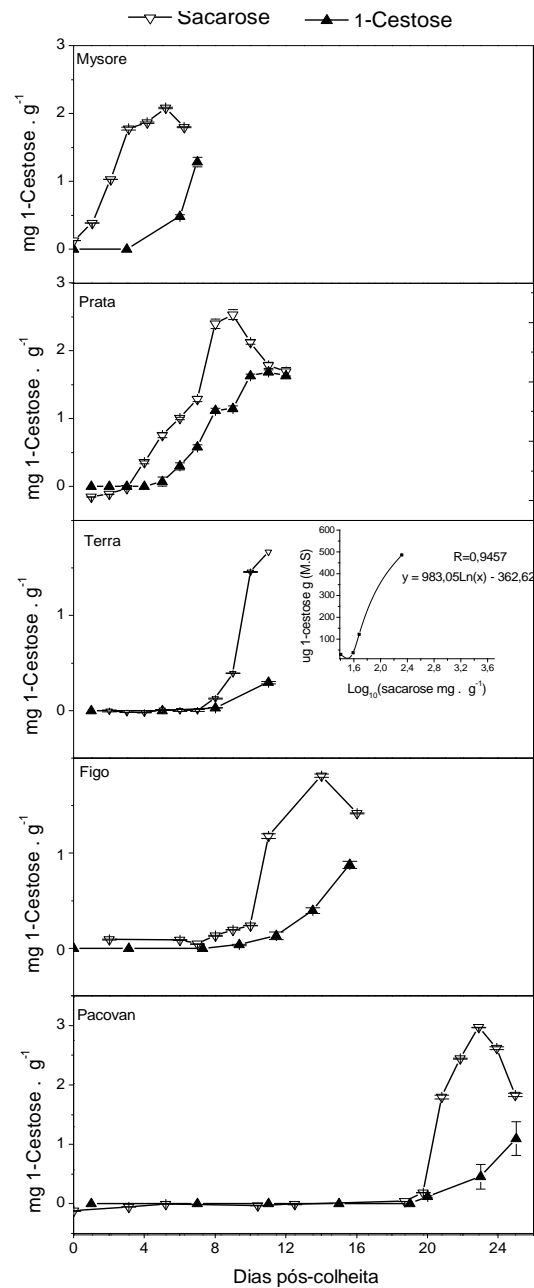 Sacarose 1-Cestose
3
Mysore
2
1
0
mg 1-Cestose . g-1
3
Prata
2
1
0
mg 1-Cestose . g-1
Terra
1
0
mg 1-Cestose . g-1
600
500
400
300
200
100
ug 1-cestose g (M.S)
R=0,9457
y = 983,05Ln(x) - 362,62
1,6 2,0 2,4 2,8 3,2 3,6
Log10(sacarose mg . g-1)
Figo
1
0
mg 1-Cestose . g-1
Pacovan
3
2
1
0
mg 1-Cestose . g-1
0 4 8 12 16 20 24
Dias pós-colheita